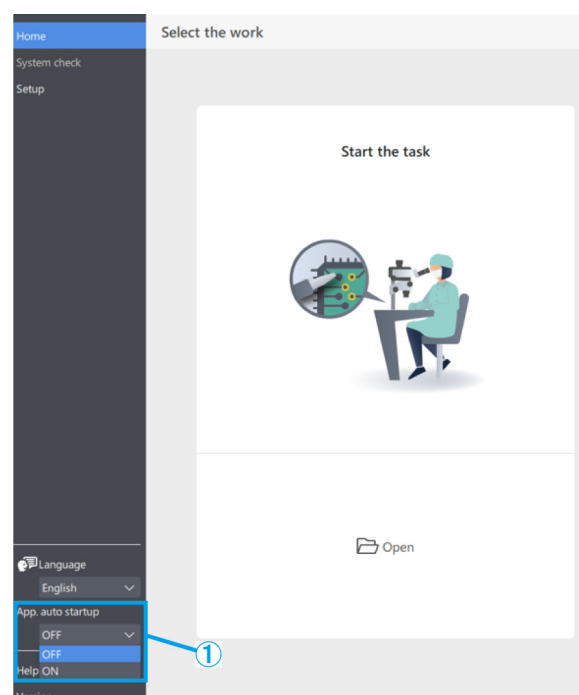 Home
Select the work
System check
Setup
Start the task
Open
Language
English
App. auto startup
OFF
OFF
Help ON
①